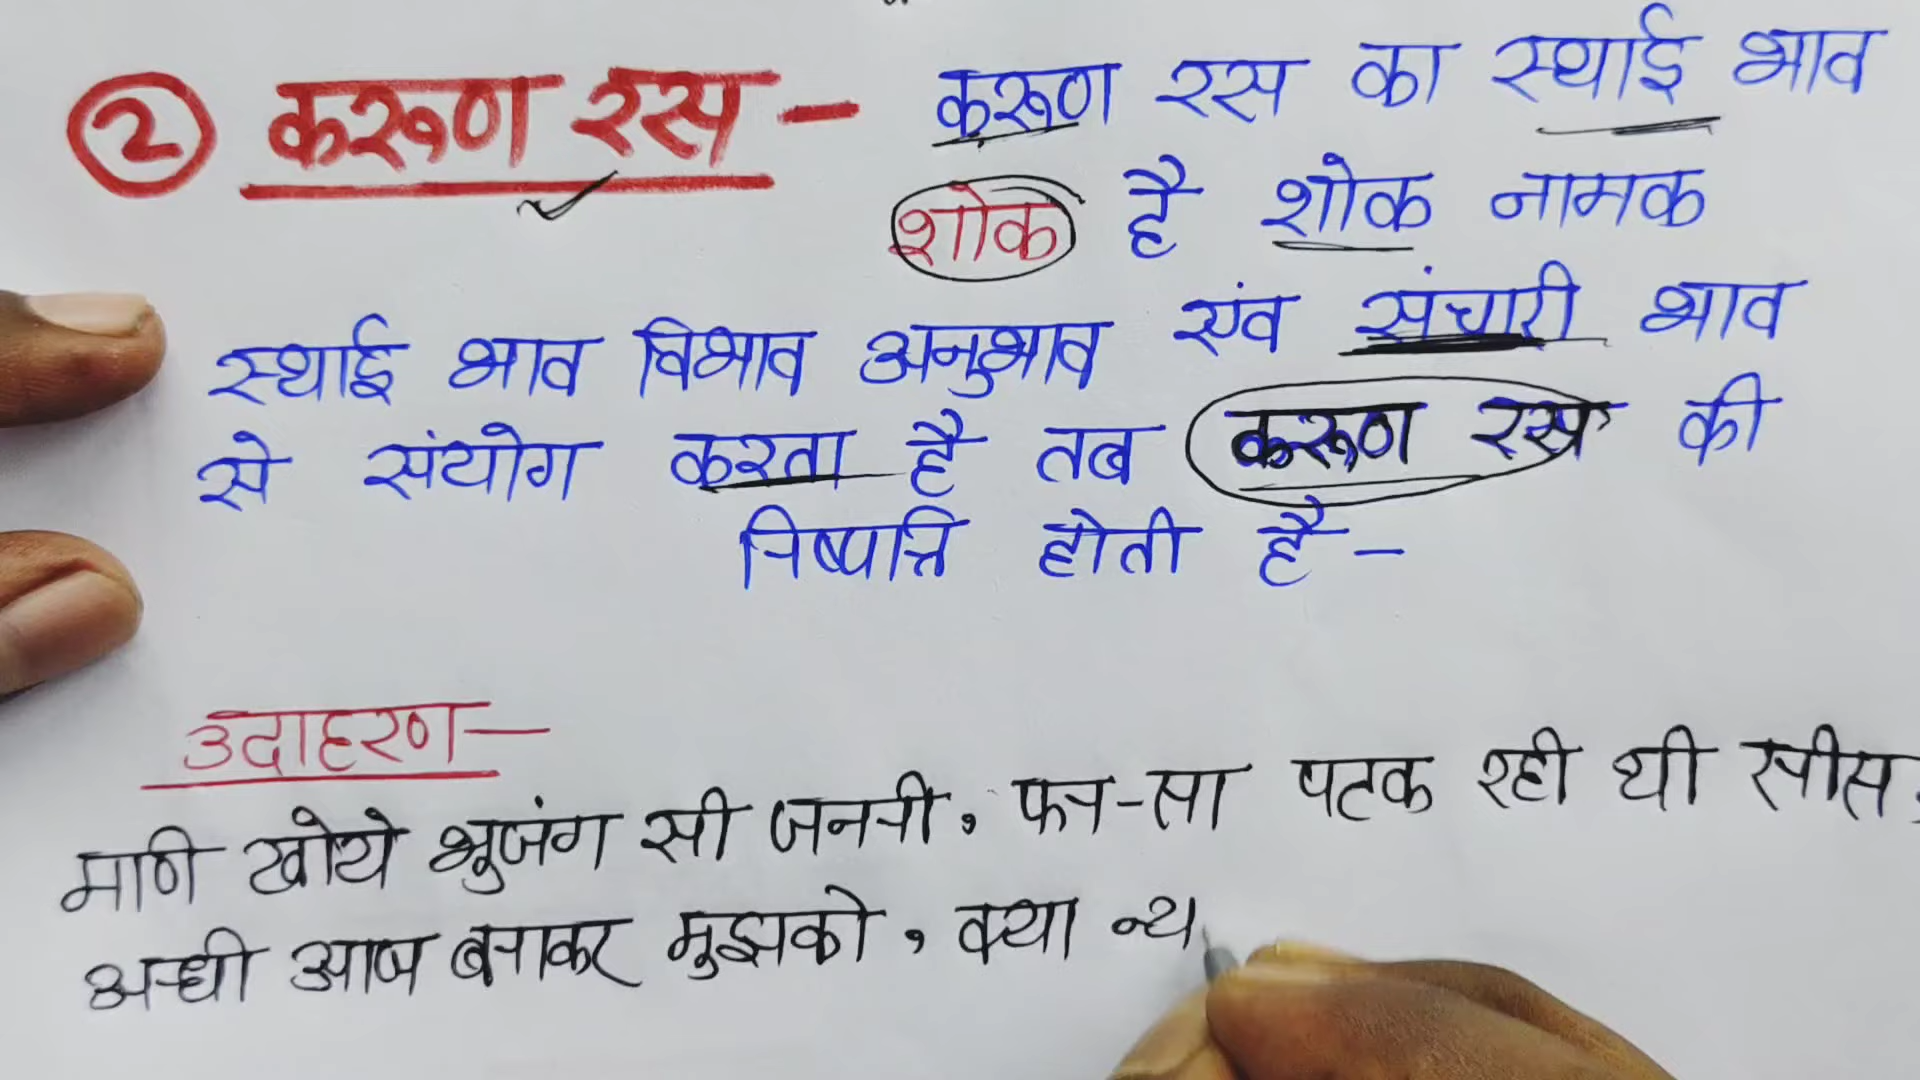 ② करूण रस - करूण रस का स्थाई भाव
शोक है शोक नामक
स्थाई भाव विभाव अनुभाव एंव संचारी भाव
से संयोग करता है तब करूण रस की
निष्पत्ति होती है -
उदाहरण -
मणि खोये भुजंग सी जननी, फन-सा पटक रही थी सीस,
अन्धी आज बनाकर मुझको, क्या न्य